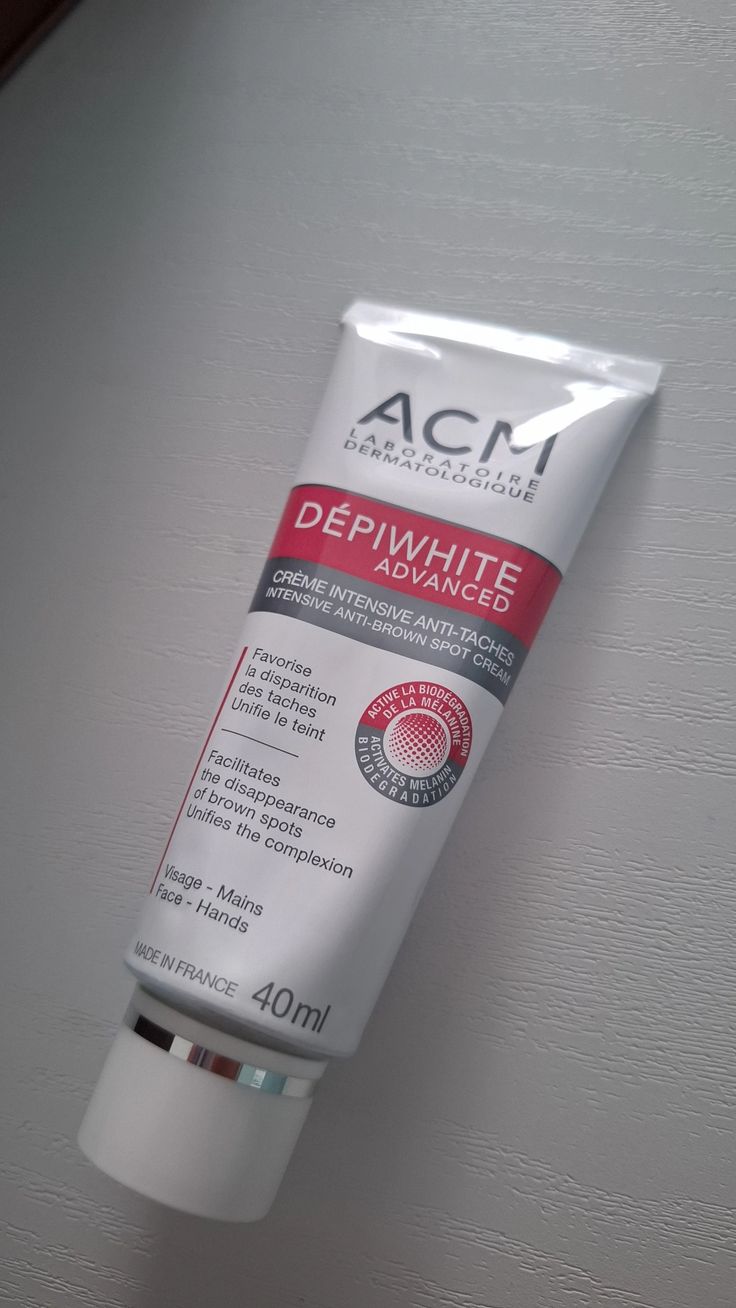 ACM
LABORATOIRE
DERMATOLOGIQUE
DÉPIWHITE
ADVANCED
CRÈME INTENSIVE ANTI-TACHES
INTENSIVE ANTI-BROWN SPOT CREAM
Favorise
la disparition
des taches
Unifie le teint
ACTIVE LA BIODÉGRADATION
DE LA MÉLANINE
ACTIVATES MELANIN
BIODEGRADATION
Facilitates
the disappearance
of brown spots
Unifies the complexion
Visage - Mains
Face - Hands
MADE IN FRANCE 40ml